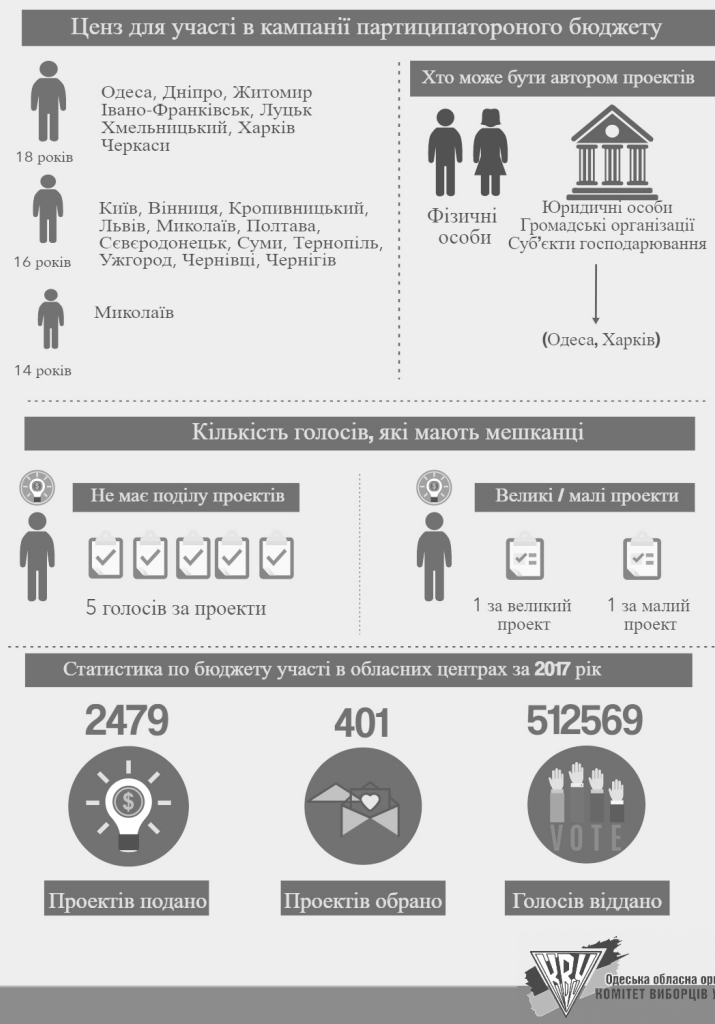 Ценз для участі в кампанії партиципатороного бюджету
Одеса, Дніпро, Житомир
Івано-Франківськ, Луцьк
Хмельницький, Харків
Черкаси
18 років
Київ, Вінниця, Кропивницький,
Львів, Миколаїв, Полтава,
Сєвєродонецьк, Суми, Тернопіль,
Ужгород, Чернівці, Чернігів
16 років
Миколаїв
14 років
Хто може бути автором проектів
Фізичні
особи
Юридичні особи
Громадські організації
Суб'єкти господарювання
(Одеса, Харків)
Кількість голосів, які мають мешканці
Не має поділу проектів
5 голосів за проекти
Великі / малі проекти
1 за великий
проект
1 за малий
проект
Статистика по бюджету участі в обласних центрах за 2017 рік
2479
401
512569
$
$
$
VOTE
Проектів подано
Проектів обрано
Голосів віддано
КВУ
Одеська обласна орг
КОМІТЕТ ВИБОРЦІВ У